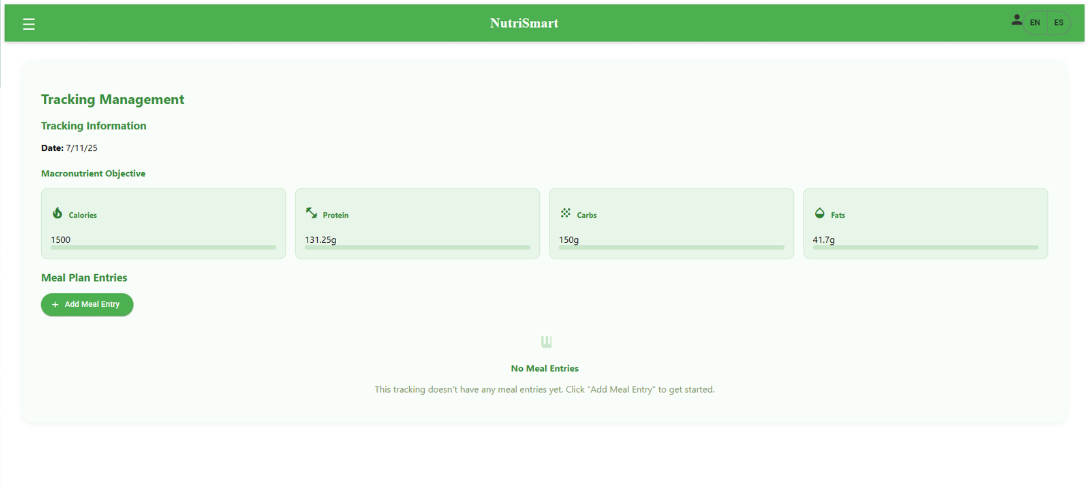 NutriSmart
EN ES
Tracking Management
Tracking Information
Date: 7/11/25
Macronutrient Objective
Calories
1500
Protein
131.25g
Carbs
150g
Fats
41.7g
Meal Plan Entries
+ Add Meal Entry
No Meal Entries
This tracking doesn't have any meal entries yet. Click "Add Meal Entry" to get started.